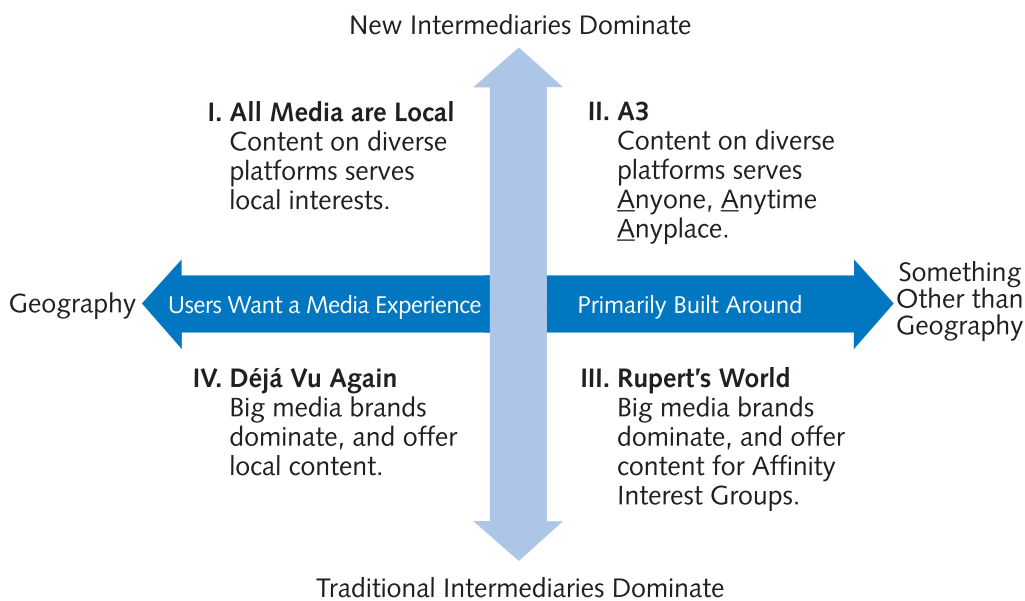 New Intermediaries Dominate
I. All Media are Local
Content on diverse
platforms serves
local interests.
II. A3
Content on diverse
platforms serves
Anyone, Anytime
Anyplace.
Geography
Users Want a Media Experience
Primarily Built Around
Something
Other than
Geography
IV. Déjá Vu Again
Big media brands
dominate, and offer
local content.
III. Rupert's World
Big media brands
dominate, and offer
content for Affinity
Interest Groups.
Traditional Intermediaries Dominate